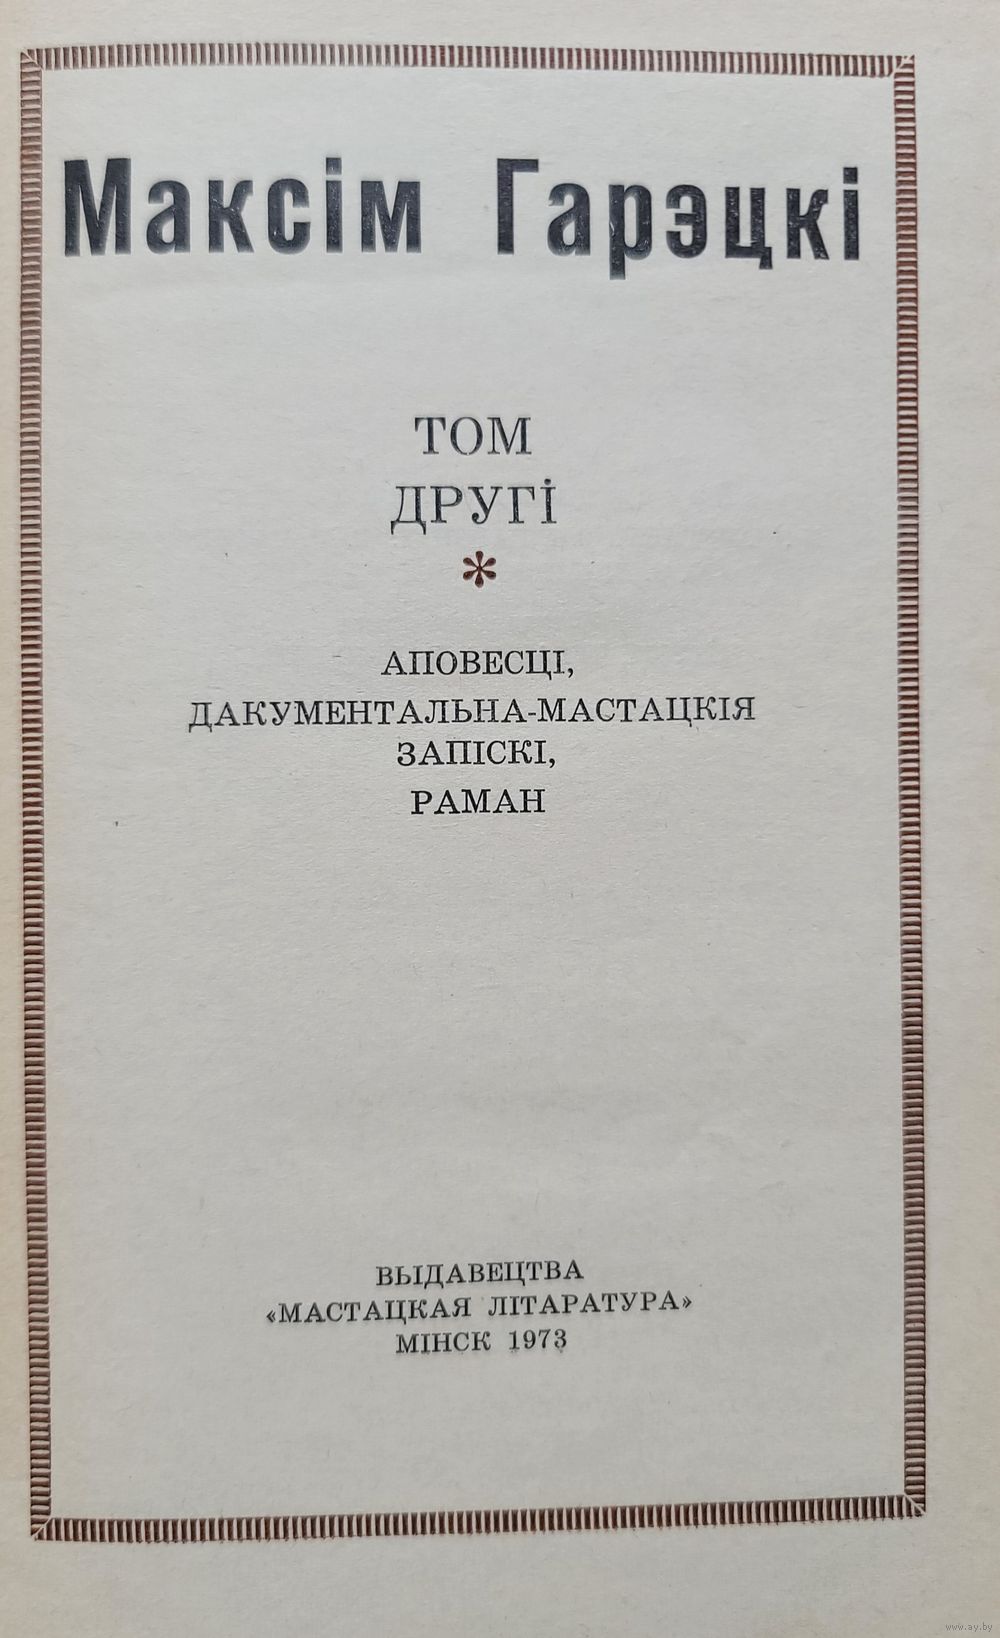 Максім Гарэцкі
ТОМ
ДРУГІ
*
АПОВЕСЦІ,
ДАКУМЕНТАЛЬНА-МАСТАЦКІЯ
ЗАПІСКІ,
РАМАН
ВЫДАВЕЦТВА
«МАСТАЦКАЯ ЛІТАРАТУРА»
МІНСК 1973
www.ay.by